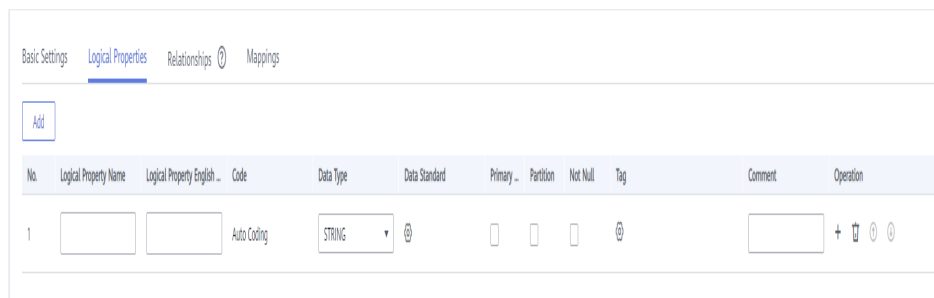 Basic Settings Logical Properties Relationships ? Mappings
Add
No. Logical Property Name Logical Property English ... Code Data Type Data Standard Primary ... Partition Not Null Tag Comment Operation
1 Auto Coding STRING